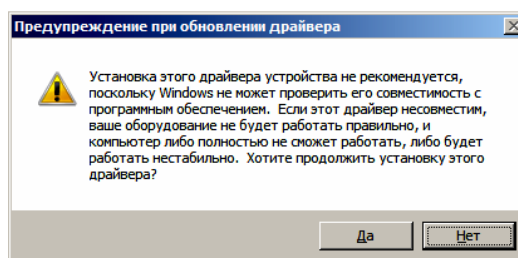 Предупреждение при обновлении драйвера
Установка этого драйвера устройства не рекомендуется,
поскольку Windows не может проверить его совместимость с
программным обеспечением. Если этот драйвер несовместим,
ваше оборудование не будет работать правильно, и
компьютер либо полностью не сможет работать, либо будет
работать нестабильно. Хотите продолжить установку этого
драйвера?
Да
Нет